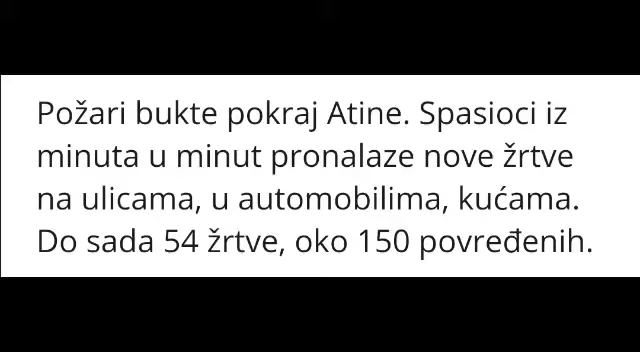 Požari bukte pokraj Atine. Spasioci iz
minuta u minut pronalaze nove žrtve
na ulicama, u automobilima, kućama.
Do sada 54 žrtve, oko 150 povređenih.